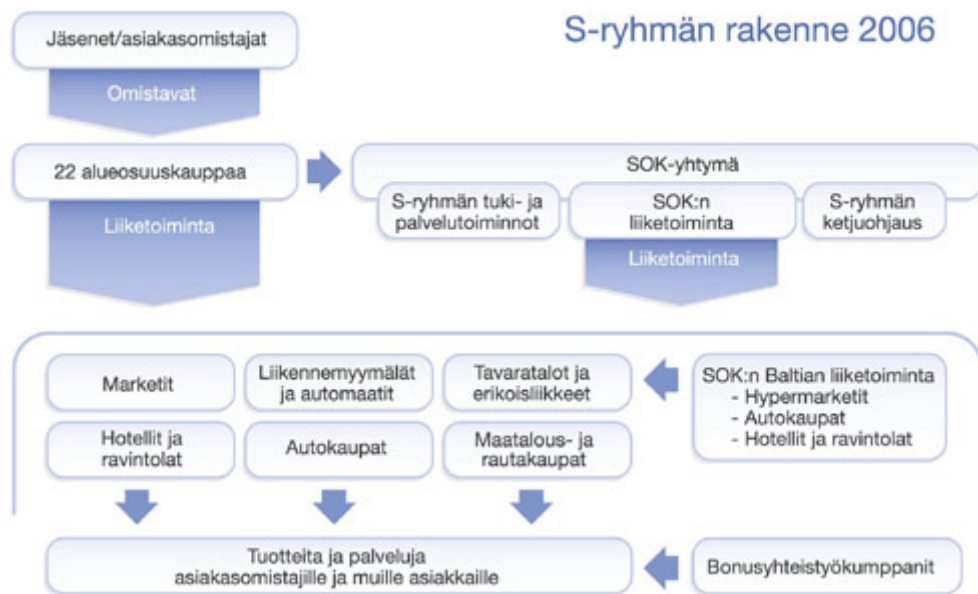 S-ryhmän rakenne 2006
Jäsenet/asiakasomistajat
Omistavat
22 alueosuuskauppaa
Liiketoiminta
SOK-yhtymä
S-ryhmän tuki- ja
palvelutoiminnot
SOK:n
liiketoiminta
S-ryhmän
ketjuohjaus
Liiketoiminta
Marketit
Liikennemyymälät
ja automaatit
Tavaratalot ja
erikoisliikkeet
SOK:n Baltian liiketoiminta
- Hypermarketit
- Autokaupat
- Hotellit ja ravintolat
Hotellit ja
ravintolat
Autokaupat
Maatalous- ja
rautakaupat
Tuotteita ja palveluja
asiakasomistajille ja muille asiakkaille
Bonusyhteistyökumppanit